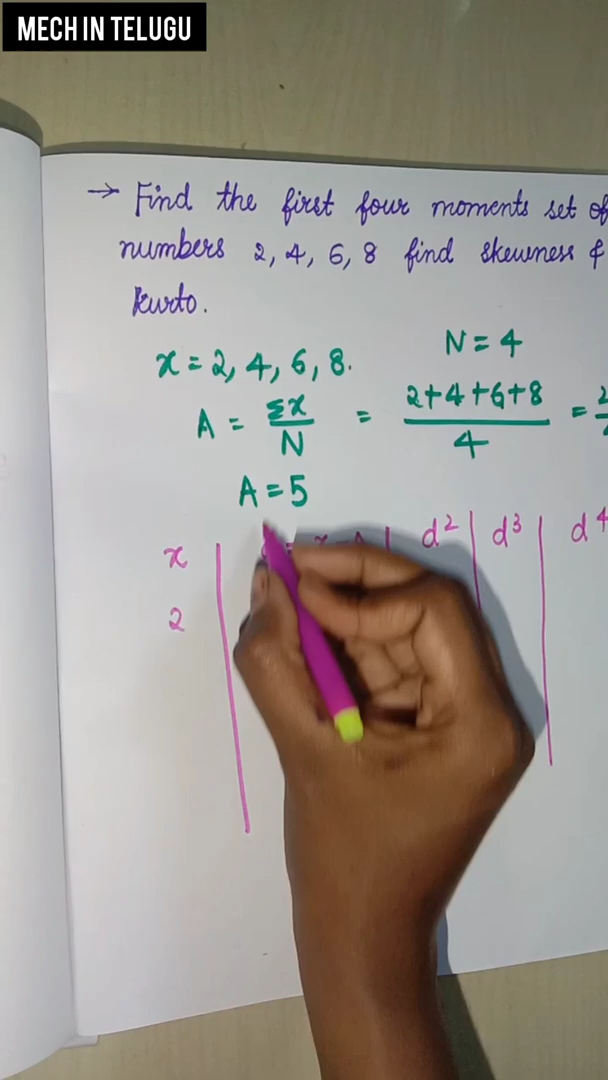 MECH IN TELUGU
→ Find the first four moments set of
numbers 2, 4, 6, 8 find skewness &
kurto.
N = 4
x = 2, 4, 6, 8.
A = Σx / N = 2+4+6+8 / 4 =
A = 5
x d² d³ d⁴
2